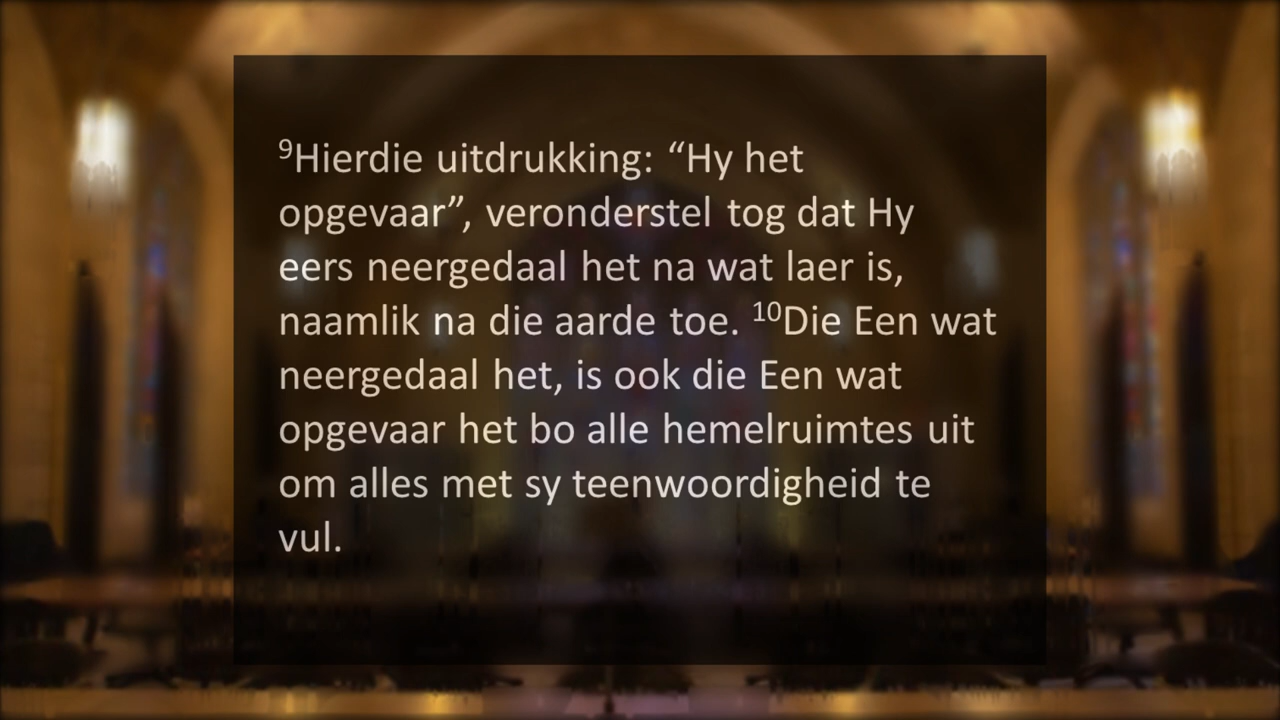 ⁹Hierdie uitdrukking: “Hy het
opgevaar”, veronderstel tog dat Hy
eers neergedaal het na wat laer is,
naamlik na die aarde toe. ¹⁰Die Een wat
neergedaal het, is ook die Een wat
opgevaar het bo alle hemelruimtes uit
om alles met sy teenwoordigheid te
vul.